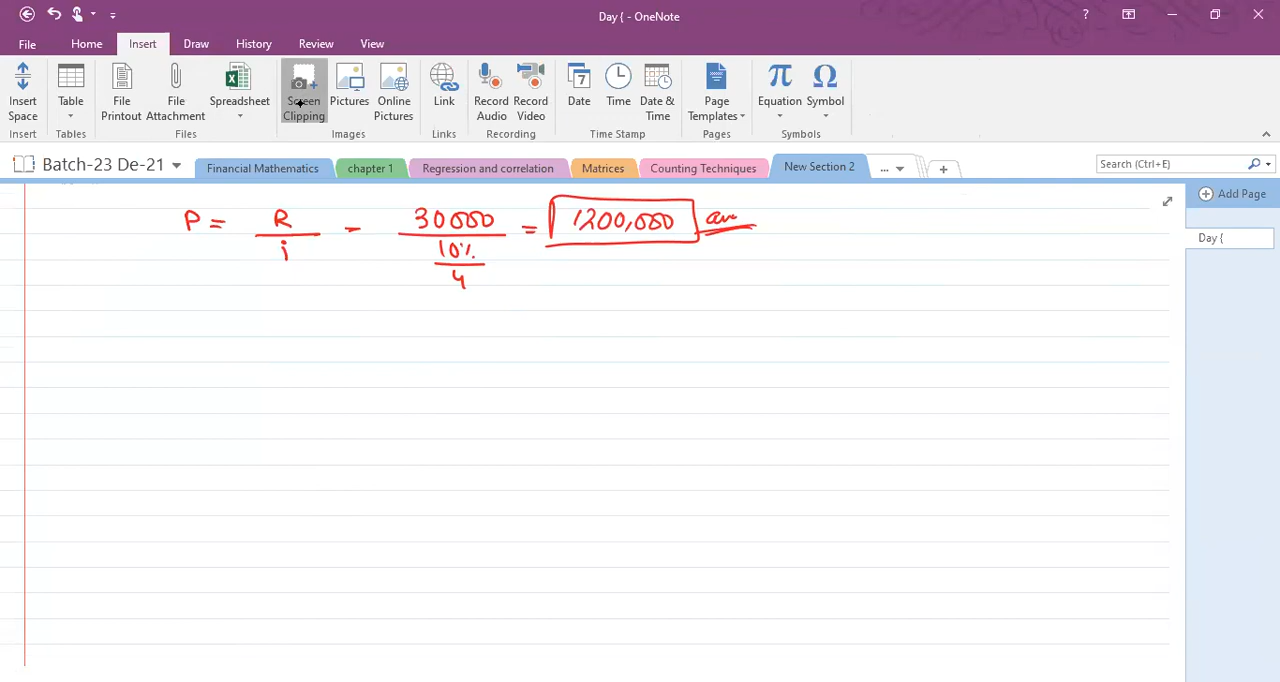 Day { - OneNote
?
File Home Insert Draw History Review View
Insert Space Table File Printout File Attachment Spreadsheet Screen Clipping Pictures Online Pictures Link Record Audio Record Video Date Time Date & Time Page Templates Equation Symbol
Insert Tables Files Images Links Recording Time Stamp Pages Symbols
Batch-23 De-21 Financial Mathematics chapter 1 Regression and correlation Matrices Counting Techniques New Section 2 ... + Search (Ctrl+E)
Add Page
Day {
P = R / i = 30000 / (10% / 4) = 1200,000